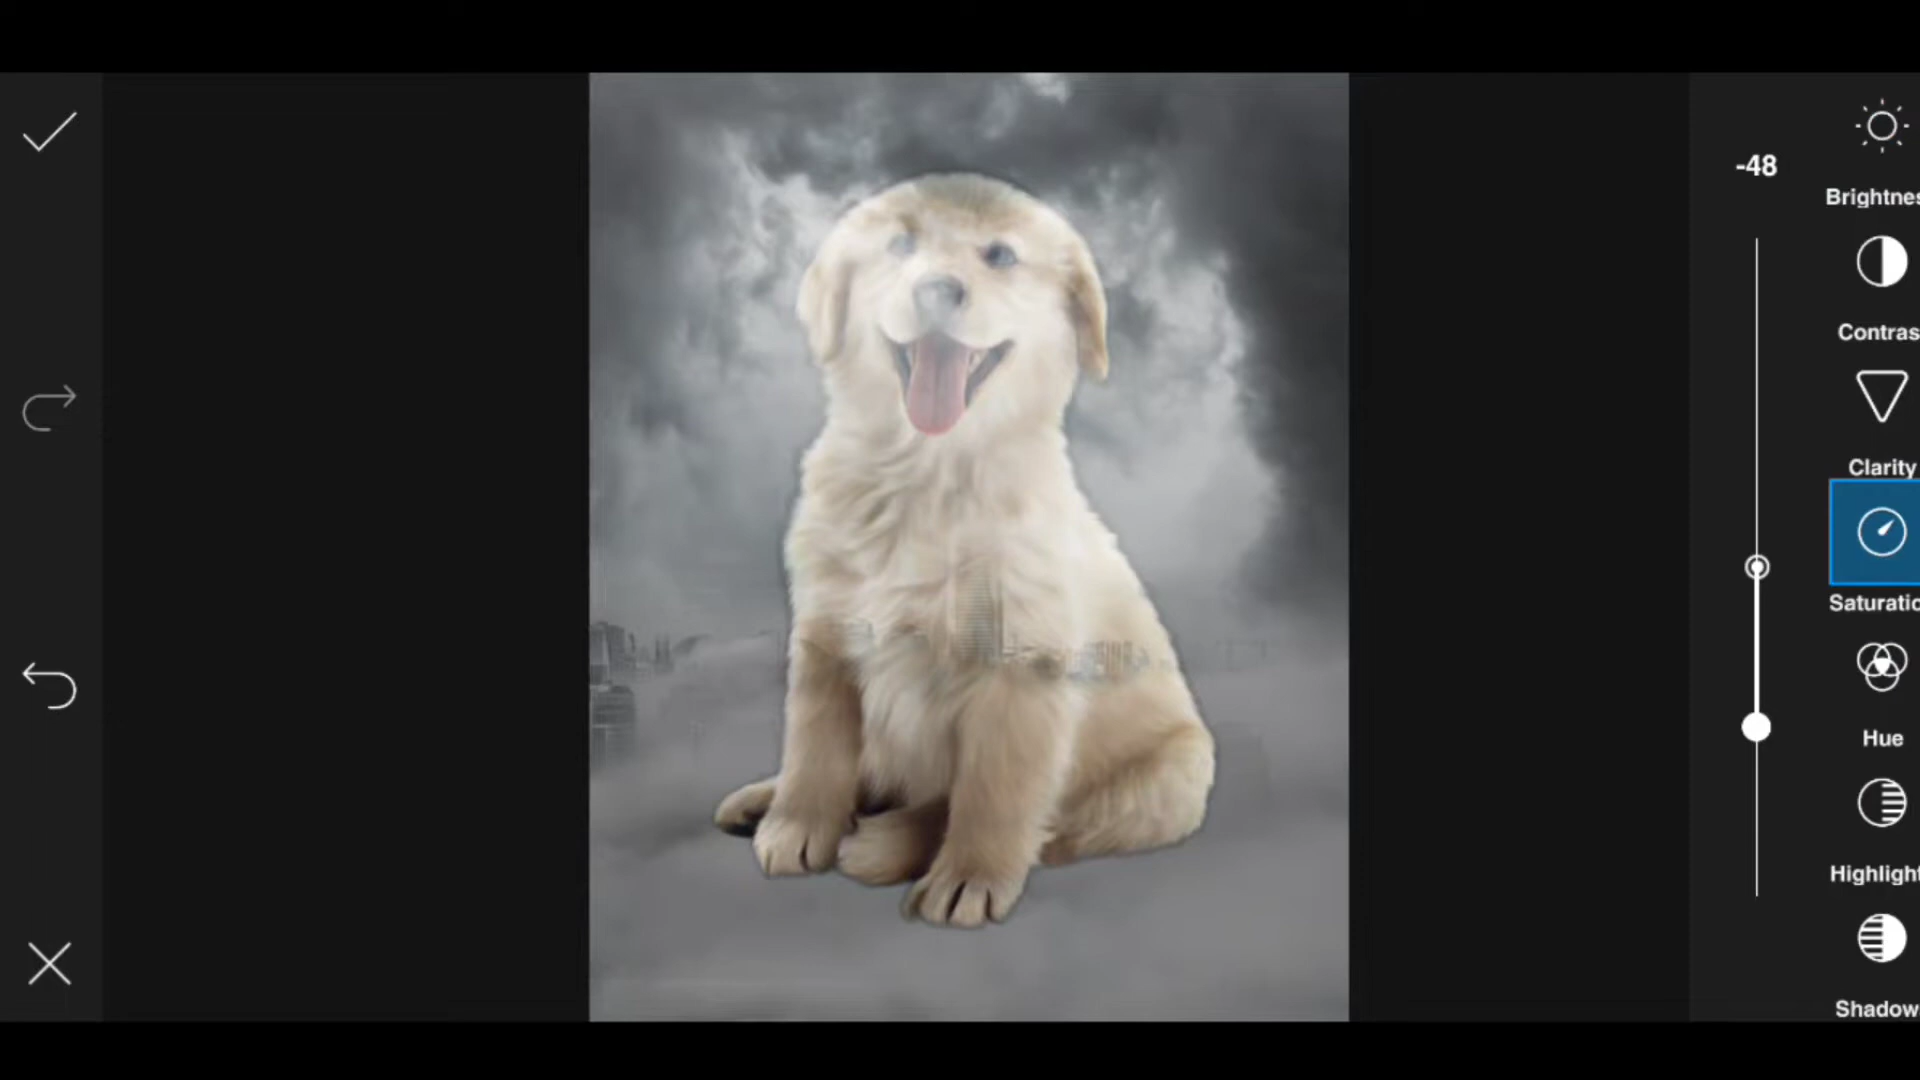 -48
Brightnes
Contras
Clarity
Saturatio
Hue
Highlight
Shadow